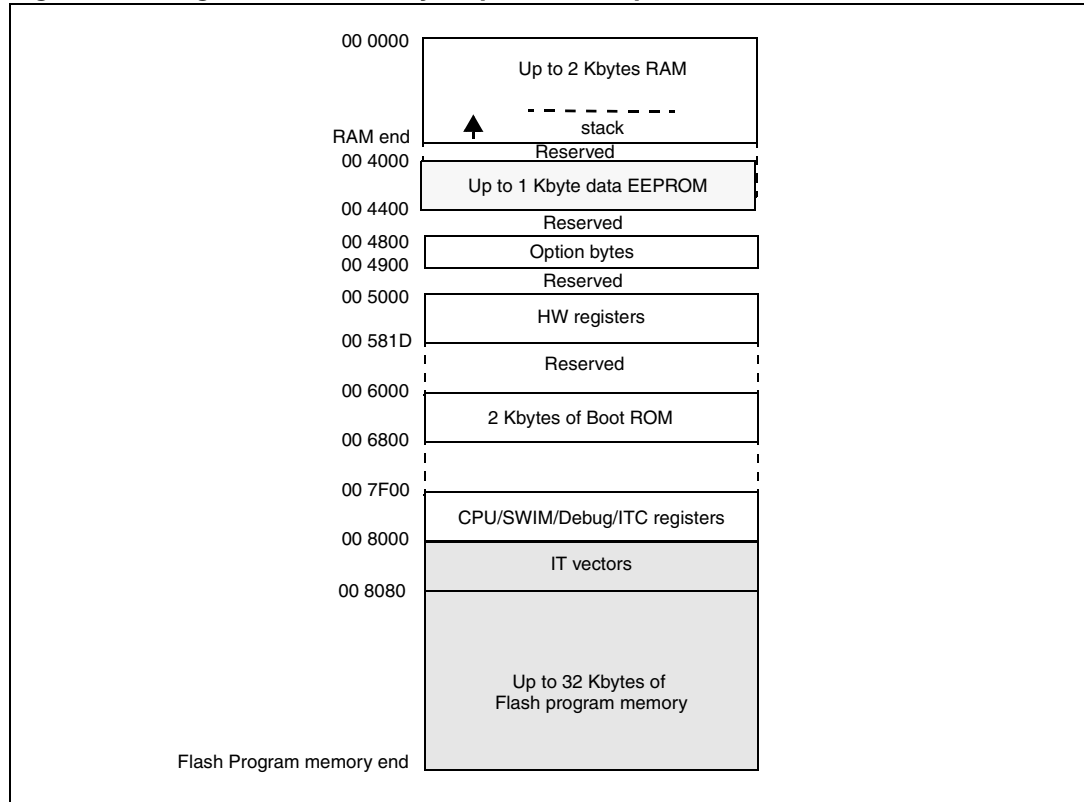 00 0000
Up to 2 Kbytes RAM
stack
RAM end
Reserved
00 4000
Up to 1 Kbyte data EEPROM
00 4400
Reserved
00 4800
Option bytes
00 4900
Reserved
00 5000
HW registers
00 581D
Reserved
00 6000
2 Kbytes of Boot ROM
00 6800
00 7F00
CPU/SWIM/Debug/ITC registers
00 8000
IT vectors
00 8080
Up to 32 Kbytes of
Flash program memory
Flash Program memory end